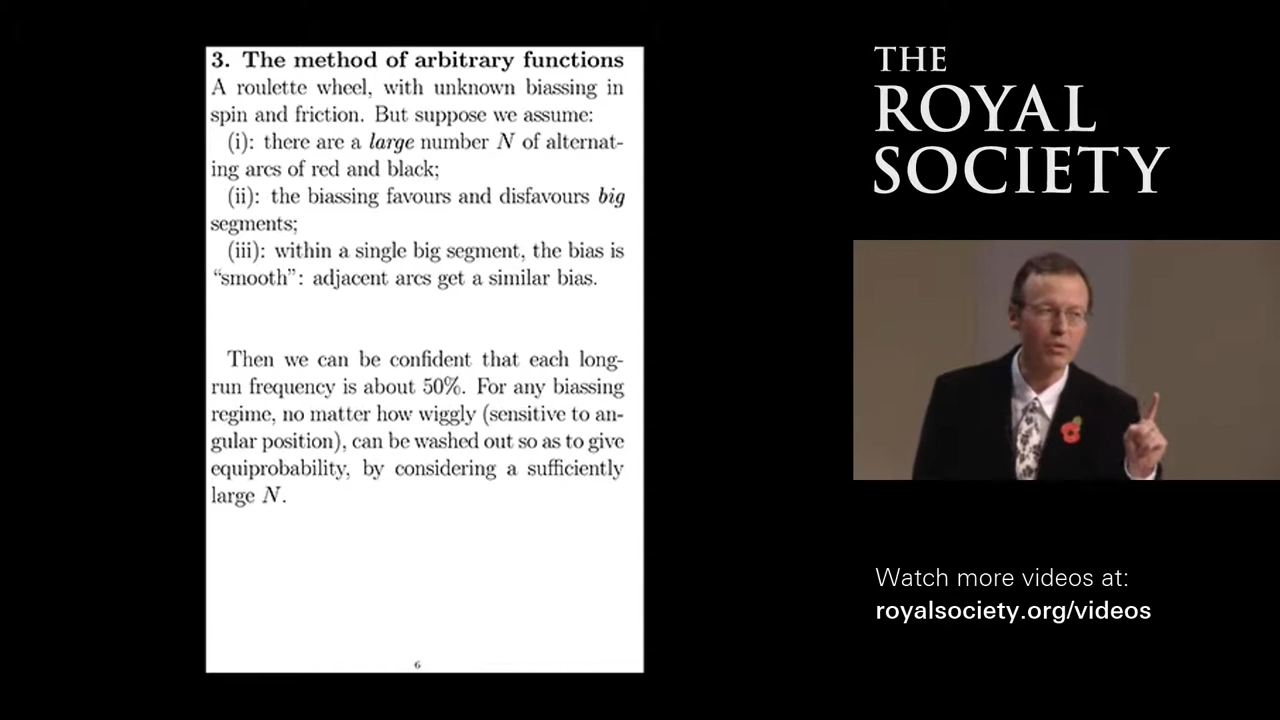 3. The method of arbitrary functions
A roulette wheel, with unknown biassing in
spin and friction. But suppose we assume:
(i): there are a large number N of alternat-
ing arcs of red and black;
(ii): the biassing favours and disfavours big
segments;
(iii): within a single big segment, the bias is
“smooth”: adjacent arcs get a similar bias.
Then we can be confident that each long-
run frequency is about 50%. For any biassing
regime, no matter how wiggly (sensitive to an-
gular position), can be washed out so as to give
equiprobability, by considering a sufficiently
large N.
6
THE
ROYAL
SOCIETY
Watch more videos at:
royalsociety.org/videos